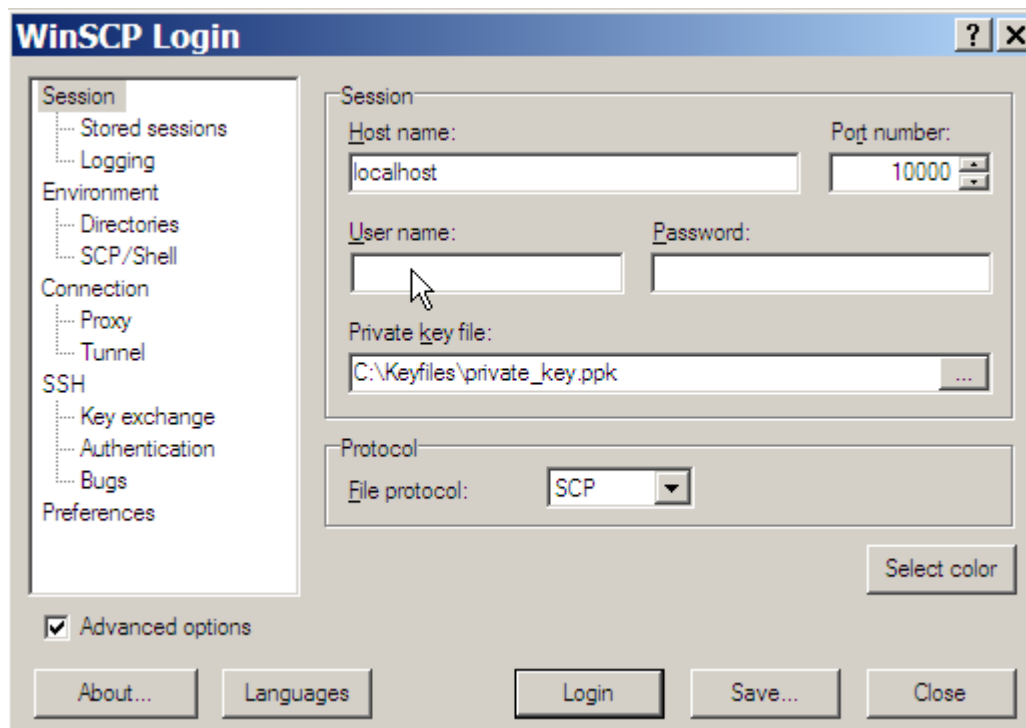 WinSCP Login
Session
Stored sessions
Logging
Environment
Directories
SCP/Shell
Connection
Proxy
Tunnel
SSH
Key exchange
Authentication
Bugs
Preferences
Session
Host name: Port number:
localhost 10000
User name: Password:
Private key file:
C:\Keyfiles\private_key.ppk ...
Protocol
File protocol: SCP
Select color
Advanced options
About... Languages Login Save... Close